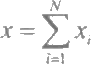 x = \sum_{i=1}^{N} x_i